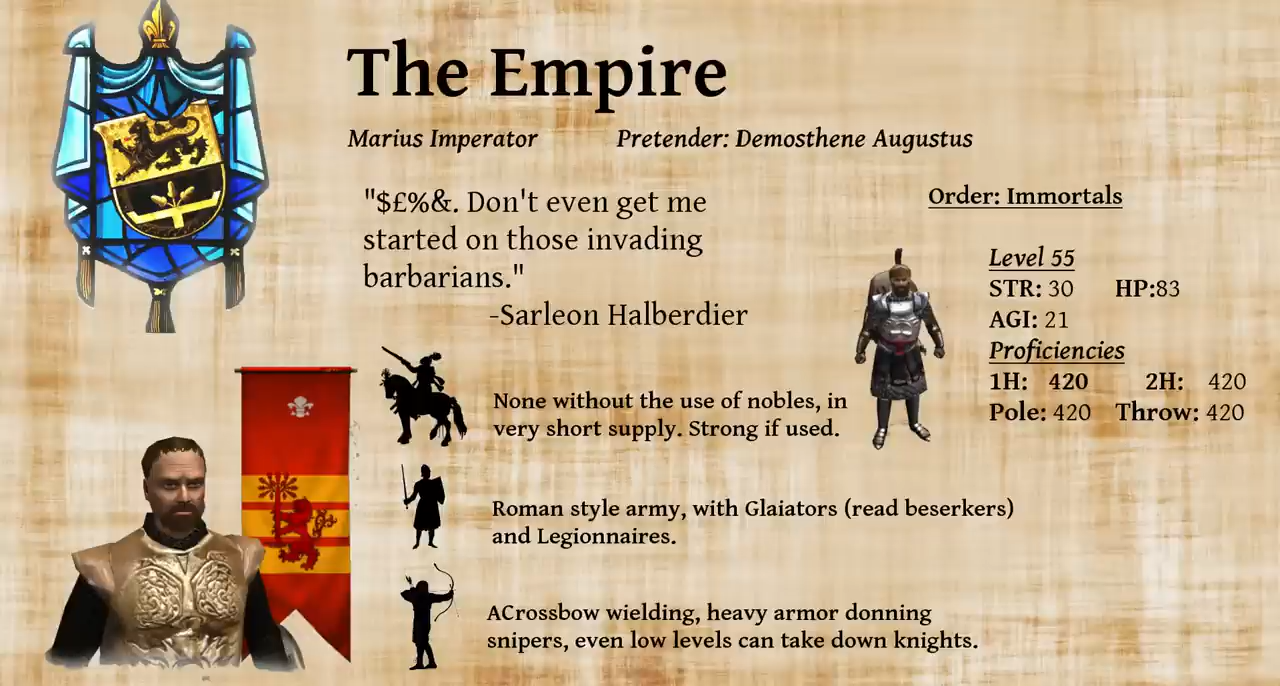 The Empire
Marius Imperator Pretender: Demosthene Augustus
"$£%&. Don't even get me
started on those invading
barbarians."
-Sarleon Halberdier
Order: Immortals
Level 55
STR: 30 HP:83
AGI: 21
Proficiencies
1H: 420 2H: 420
Pole: 420 Throw: 420
None without the use of nobles, in
very short supply. Strong if used.
Roman style army, with Glaiators (read beserkers)
and Legionnaires.
ACrossbow wielding, heavy armor donning
snipers, even low levels can take down knights.